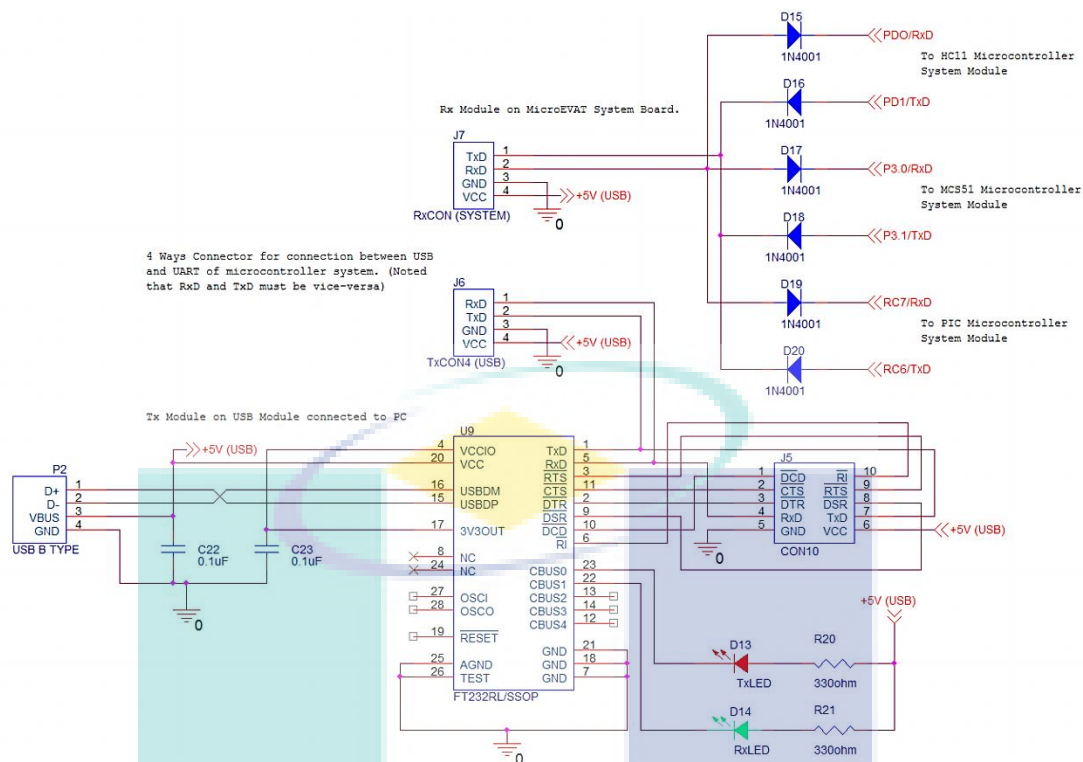 D15
PDO/RxD
1N4001
To HC11 Microcontroller
System Module
D16
PD1/TxD
1N4001
Rx Module on MicroEVAT System Board.
J7
TxD 1
RxD 2
GND 3
VCC 4
+5V (USB)
RxCON (SYSTEM)
0
D17
P3.0/RxD
1N4001
To MCS51 Microcontroller
System Module
D18
P3.1/TxD
1N4001
4 Ways Connector for connection between USB
and UART of microcontroller system. (Noted
that RxD and TxD must be vice-versa)
J6
RxD 1
TxD 2
GND 3
VCC 4
+5V (USB)
TxCON4 (USB)
0
D19
RC7/RxD
1N4001
To PIC Microcontroller
System Module
D20
RC6/TxD
1N4001
Tx Module on USB Module connected to PC
+5V (USB)
P2
D+ 1
D- 2
VBUS 3
GND 4
USB B TYPE
C22
0.1uF
C23
0.1uF
0
U9
4 VCCIO
20 VCC
16 USBDM
15 USBDP
17 3V3OUT
8 NC
24 NC
27 OSCI
28 OSCO
19 RESET
25 AGND
26 TEST
TxD 1
RxD 5
RTS 3
CTS 11
DTR 2
DSR 9
DCD 10
RI 6
CBUS0 23
CBUS1 22
CBUS2 13
CBUS3 14
CBUS4 12
GND 21
GND 18
GND 7
FT232RL/SSOP
0
J5
1 DCD
2 CTS
3 DTR
4 RxD
5 GND
RI 10
RTS 9
DSR 8
TxD 7
VCC 6
CON10
+5V (USB)
0
+5V (USB)
D13
TxLED
R20
330ohm
D14
RxLED
R21
330ohm